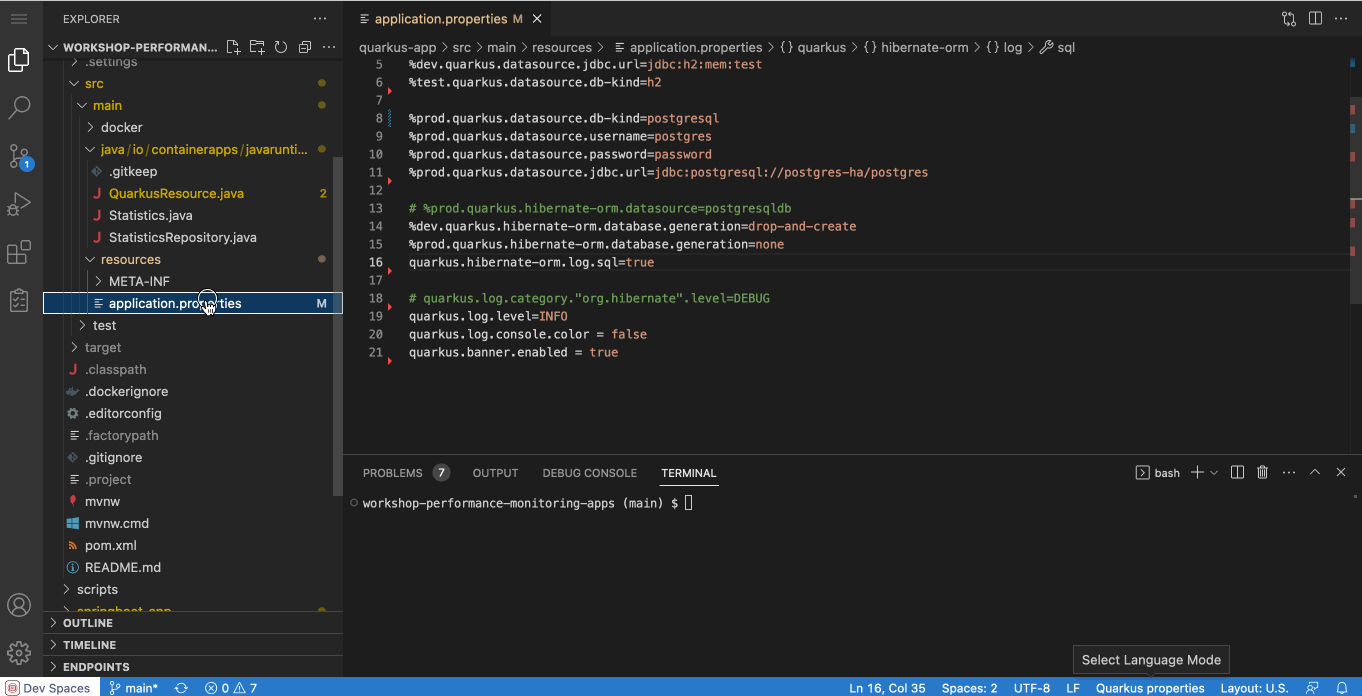 EXPLORER
WORKSHOP-PERFORMAN...
.settings
src
main
docker
java/io/containerapps/javarunti...
.gitkeep
QuarkusResource.java 2
Statistics.java
StatisticsRepository.java
resources
META-INF
application.properties M
test
target
.classpath
.dockerignore
.editorconfig
.factorypath
.gitignore
.project
mvnw
mvnw.cmd
pom.xml
README.md
scripts
springboot-app
OUTLINE
TIMELINE
ENDPOINTS
1
application.properties M
quarkus-app > src > main > resources > application.properties > {} quarkus > {} hibernate-orm > {} log > sql
5 %dev.quarkus.datasource.jdbc.url=jdbc:h2:mem:test
6 %test.quarkus.datasource.db-kind=h2
7
8 %prod.quarkus.datasource.db-kind=postgresql
9 %prod.quarkus.datasource.username=postgres
10 %prod.quarkus.datasource.password=password
11 %prod.quarkus.datasource.jdbc.url=jdbc:postgresql://postgres-ha/postgres
12
13 # %prod.quarkus.hibernate-orm.datasource=postgresqldb
14 %dev.quarkus.hibernate-orm.database.generation=drop-and-create
15 %prod.quarkus.hibernate-orm.database.generation=none
16 quarkus.hibernate-orm.log.sql=true
17
18 # quarkus.log.category."org.hibernate".level=DEBUG
19 quarkus.log.level=INFO
20 quarkus.log.console.color = false
21 quarkus.banner.enabled = true
PROBLEMS 7 OUTPUT DEBUG CONSOLE TERMINAL bash
workshop-performance-monitoring-apps (main) $
Select Language Mode
Dev Spaces main* 0 7 Ln 16, Col 35 Spaces: 2 UTF-8 LF Quarkus properties Layout: U.S.